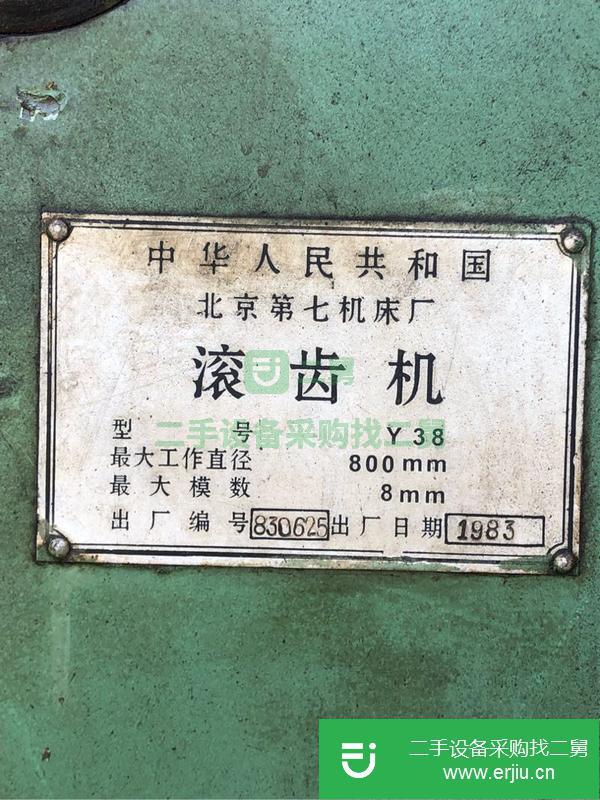 中华人民共和国
北京第七机床厂
滚齿机
型号 Y 38
最大工作直径 800mm
最大模数 8mm
出厂编号 830625 出厂日期 1983
二手设备采购找二舅
二手设备采购找二舅
www.erjiu.cn